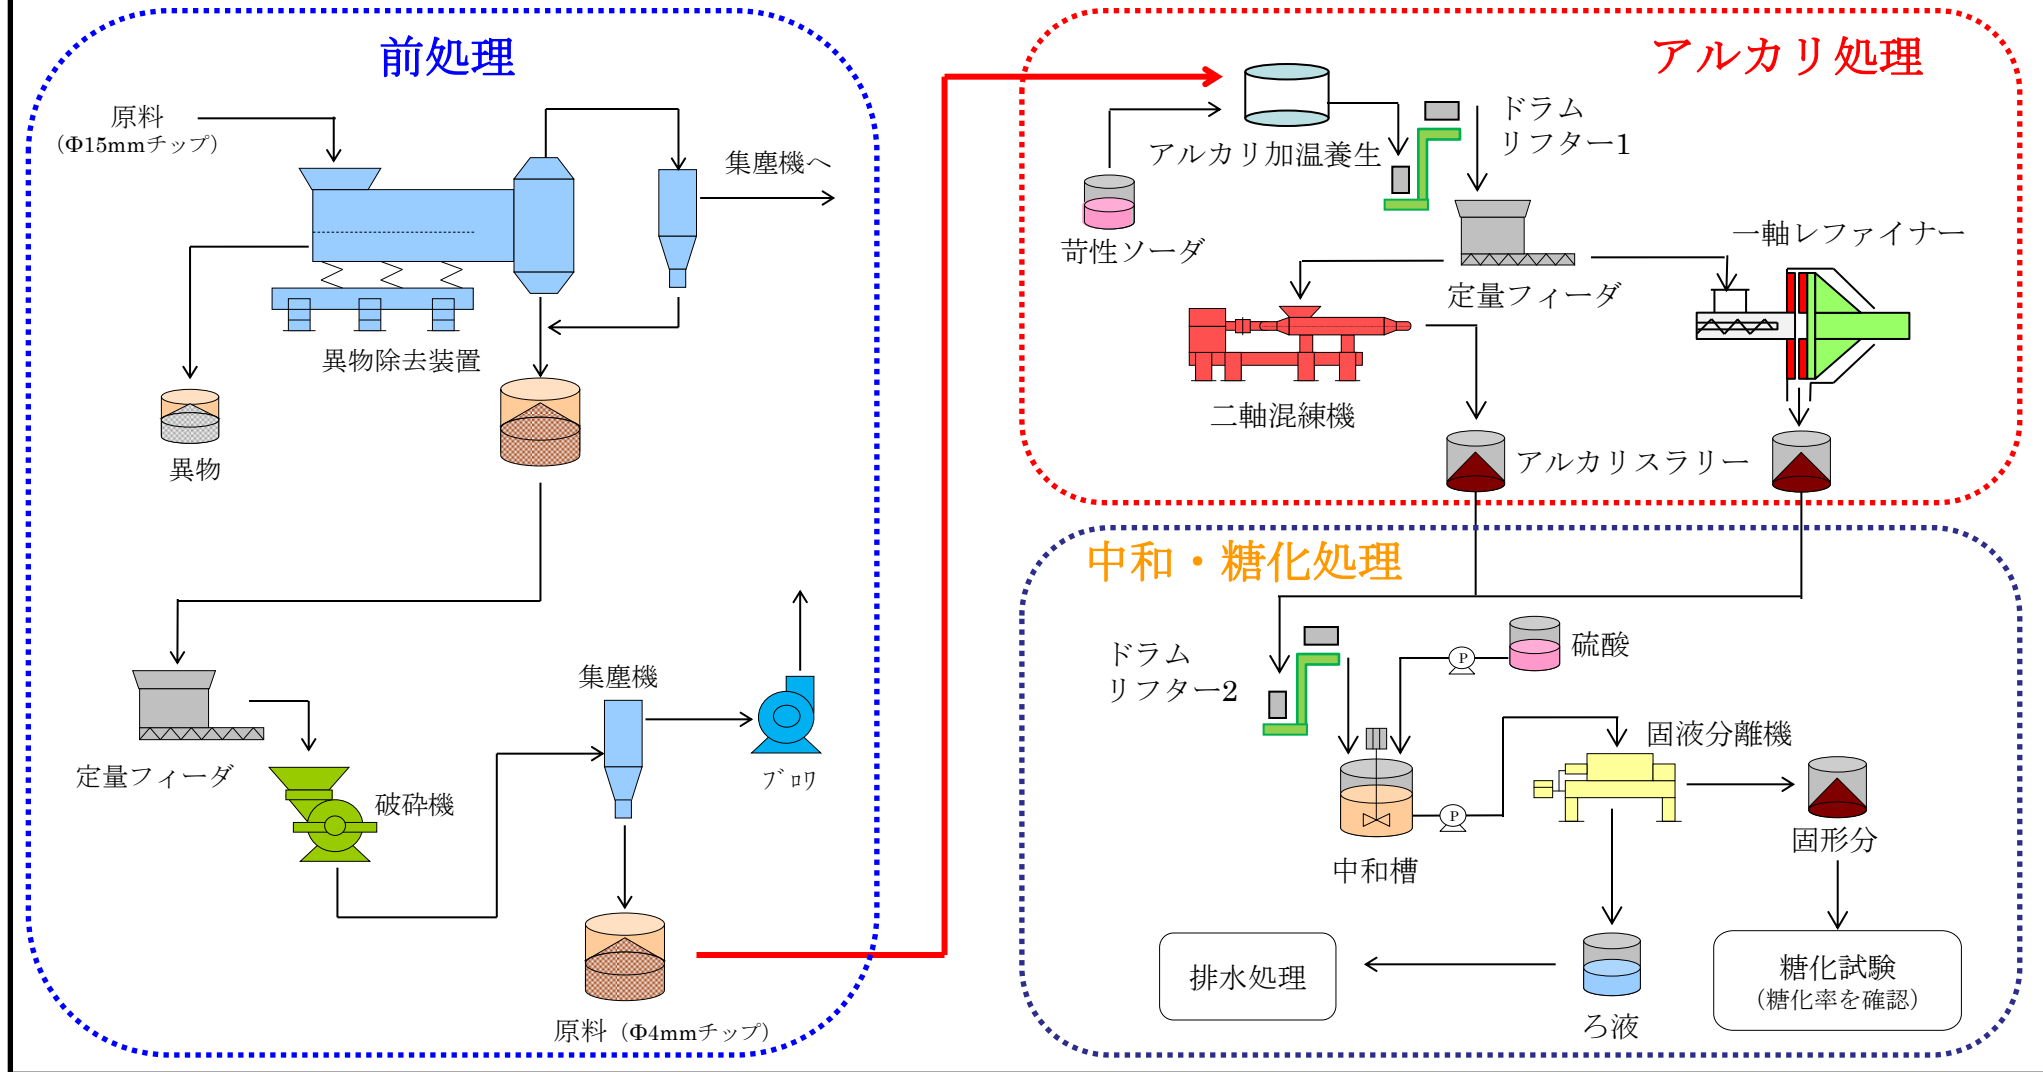 前処理
原料
（Φ15mmチップ）
集塵機へ
異物除去装置
異物
定量フィーダ
破砕機
集塵機
ブロワ
原料（Φ4mmチップ）
アルカリ処理
アルカリ加温養生
苛性ソーダ
ドラム
リフター1
定量フィーダ
一軸レファイナー
二軸混練機
アルカリスラリー
中和・糖化処理
ドラム
リフター2
P
硫酸
中和槽
P
固液分離機
固形分
排水処理
ろ液
糖化試験
（糖化率を確認）